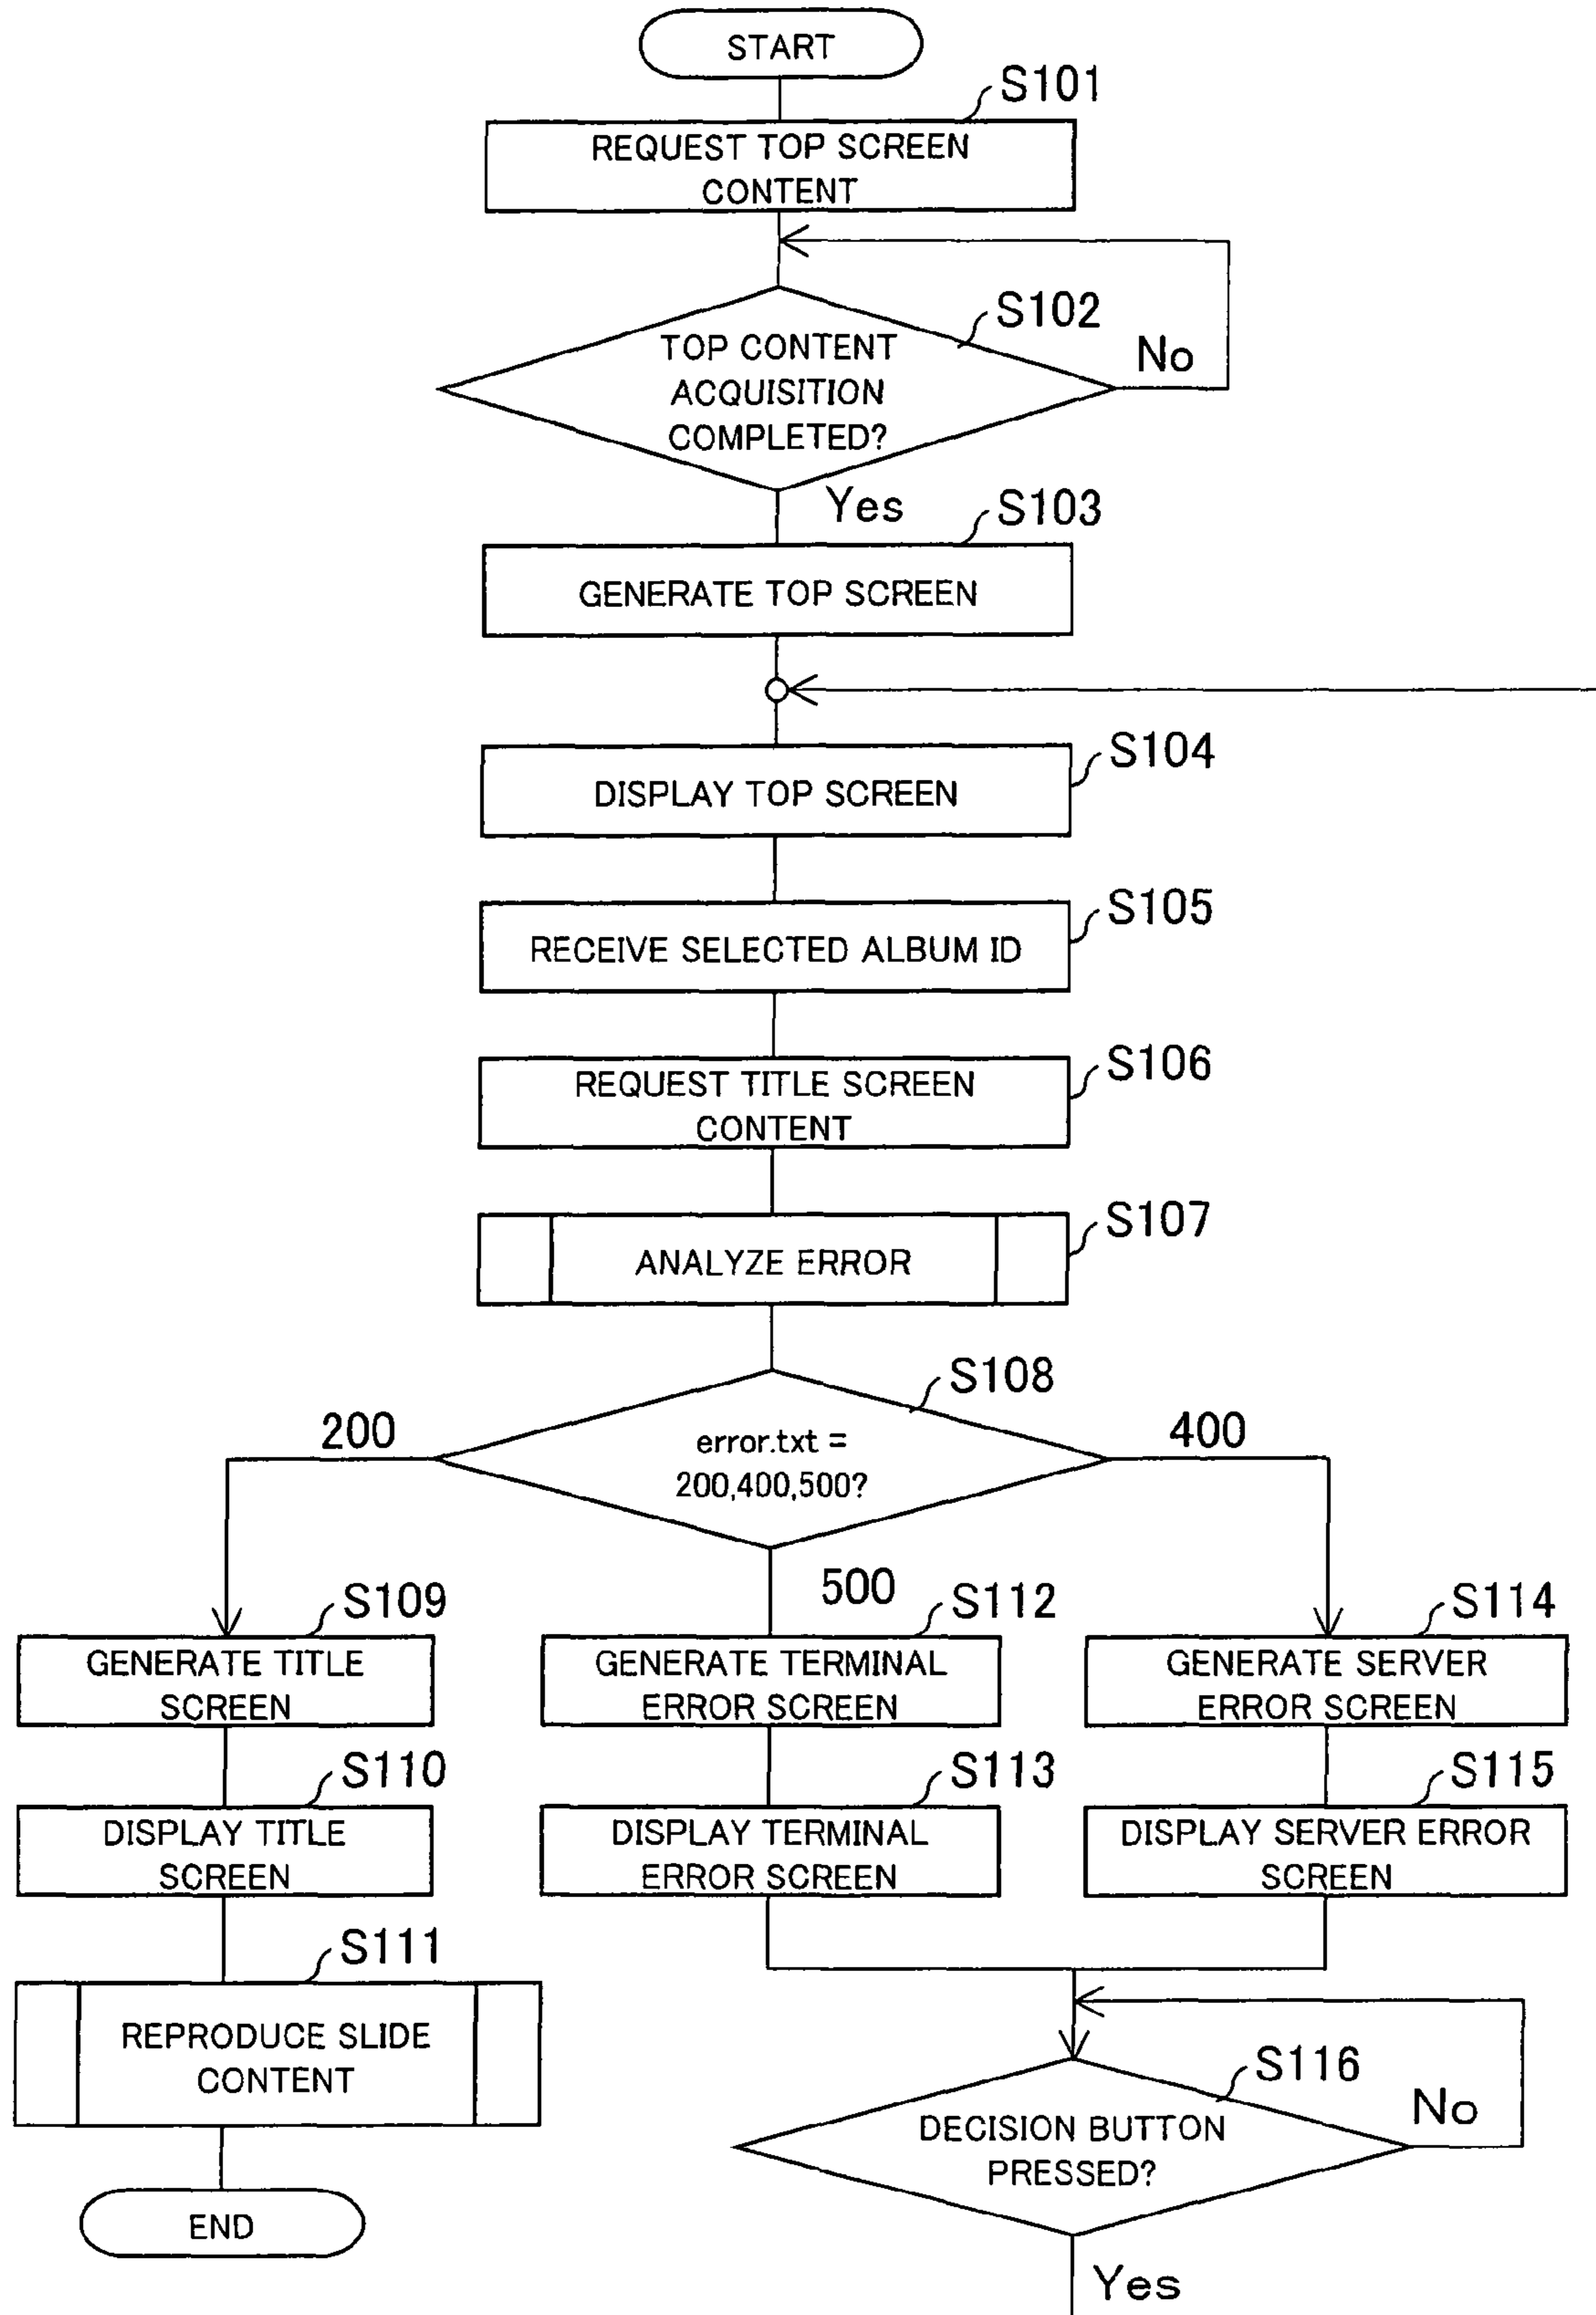 START
S101
REQUEST TOP SCREEN
CONTENT
S102
TOP CONTENT
ACQUISITION
COMPLETED?
No
Yes
S103
GENERATE TOP SCREEN
S104
DISPLAY TOP SCREEN
S105
RECEIVE SELECTED ALBUM ID
S106
REQUEST TITLE SCREEN
CONTENT
S107
ANALYZE ERROR
S108
error.txt =
200,400,500?
200
400
500
S109
GENERATE TITLE
SCREEN
S112
GENERATE TERMINAL
ERROR SCREEN
S114
GENERATE SERVER
ERROR SCREEN
S110
DISPLAY TITLE
SCREEN
S113
DISPLAY TERMINAL
ERROR SCREEN
S115
DISPLAY SERVER ERROR
SCREEN
S111
REPRODUCE SLIDE
CONTENT
S116
DECISION BUTTON
PRESSED?
No
END
Yes